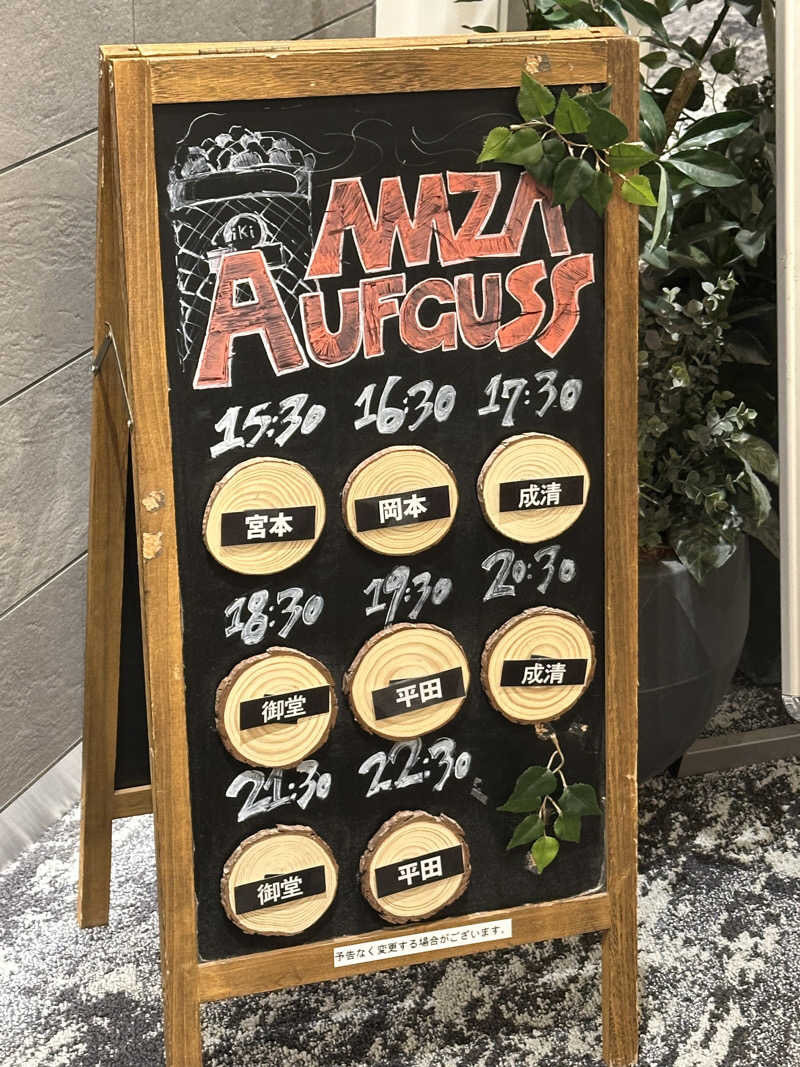 iKi
AMZA
AUFGUSS
15:30 16:30 17:30
宮本 岡本 成清
18:30 19:30 20:30
御堂 平田 成清
21:30 22:30
御堂 平田
予告なく変更する場合がございます。